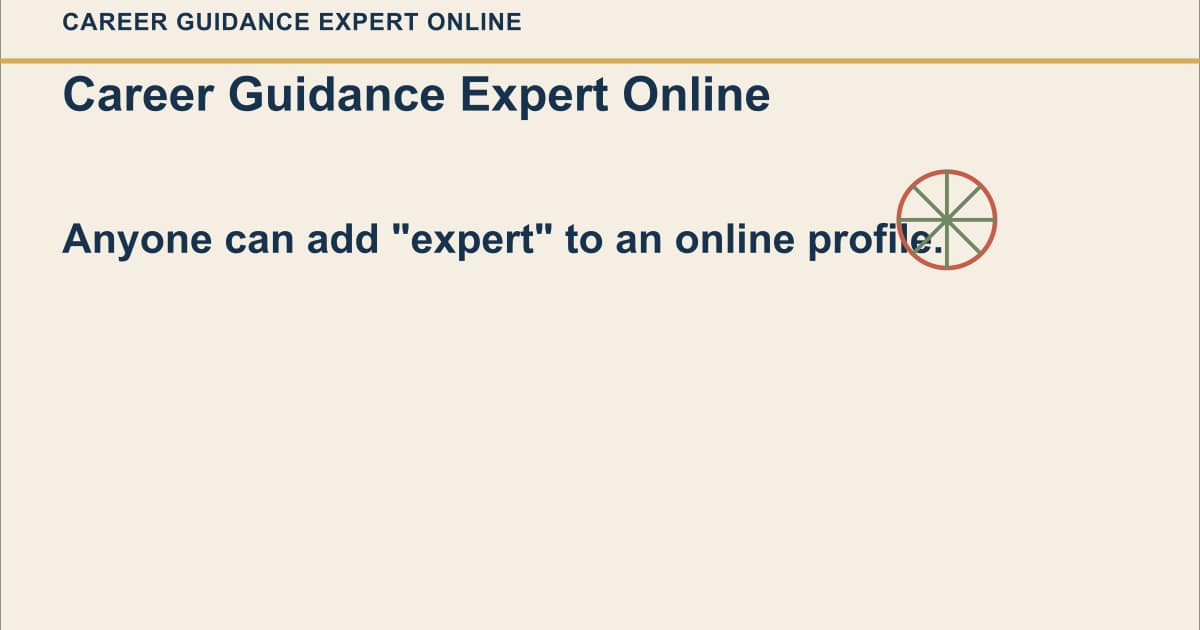 CAREER GUIDANCE EXPERT ONLINE
Career Guidance Expert Online
Anyone can add "expert" to an online profile.